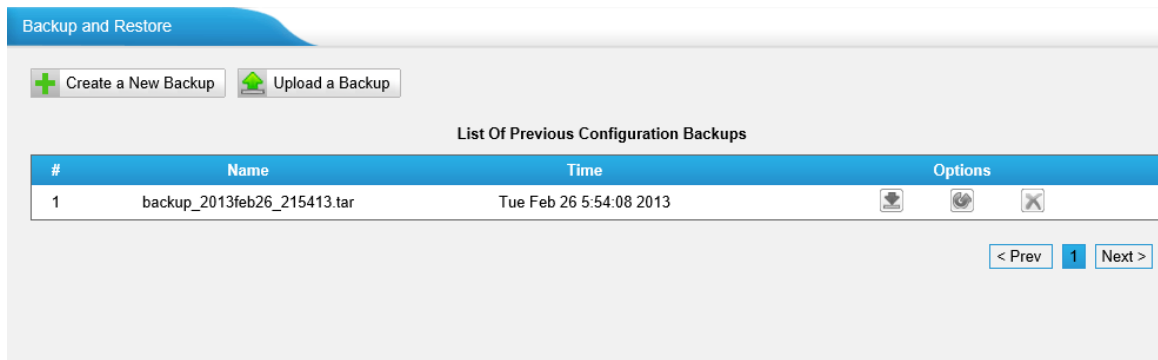 Backup and Restore
Create a New Backup Upload a Backup
List Of Previous Configuration Backups
# Name Time Options
1 backup_2013feb26_215413.tar Tue Feb 26 5:54:08 2013
< Prev 1 Next >